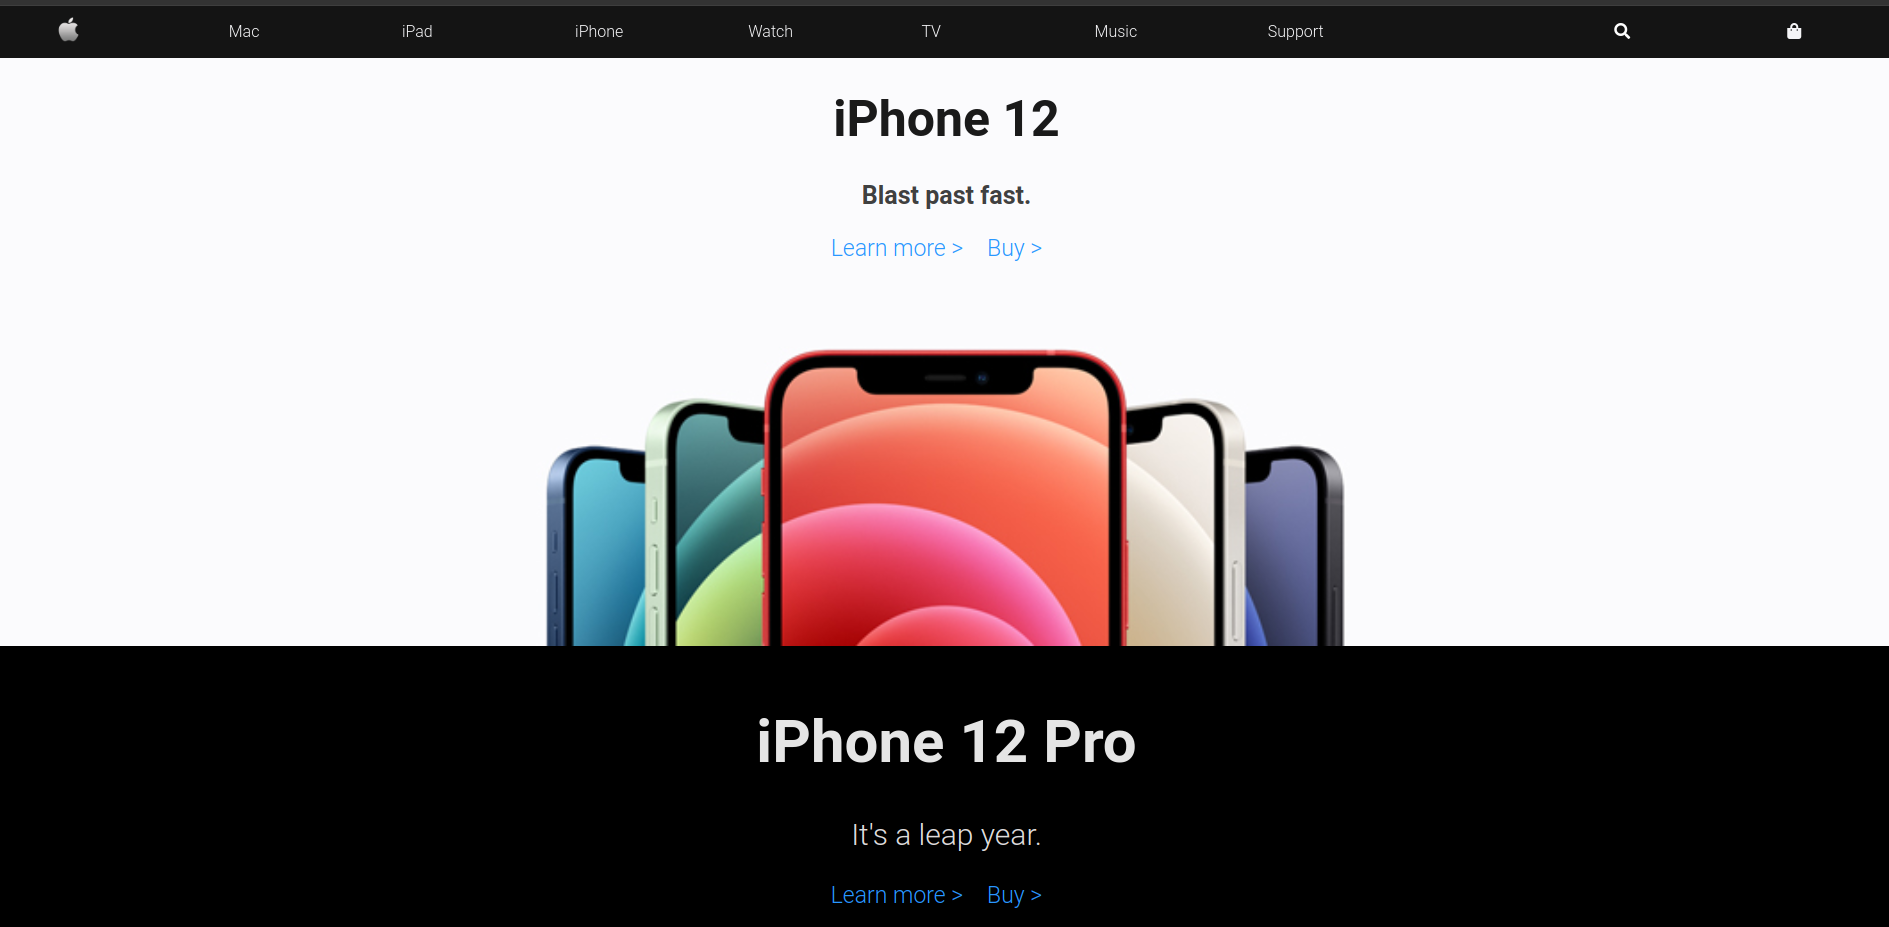 Mac iPad iPhone Watch TV Music Support
iPhone 12
Blast past fast.
Learn more > Buy >
iPhone 12 Pro
It's a leap year.
Learn more > Buy >